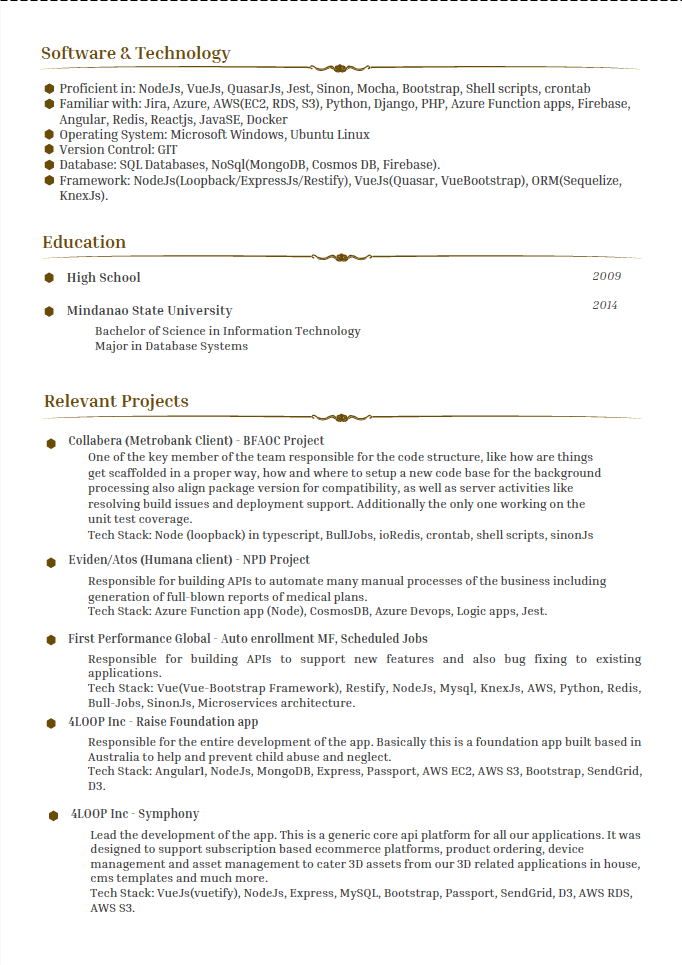 Software & Technology
Proficient in: NodeJs, VueJs, QuasarJs, Jest, Sinon, Mocha, Bootstrap, Shell scripts, crontab
Familiar with: Jira, Azure, AWS(EC2, RDS, S3), Python, Django, PHP, Azure Function apps, Firebase,
Angular, Redis, Reactjs, JavaSE, Docker
Operating System: Microsoft Windows, Ubuntu Linux
Version Control: GIT
Database: SQL Databases, NoSql(MongoDB, Cosmos DB, Firebase).
Framework: NodeJs(Loopback/ExpressJs/Restify), VueJs(Quasar, VueBootstrap), ORM(Sequelize,
KnexJs).
Education
High School 2009
Mindanao State University 2014
Bachelor of Science in Information Technology
Major in Database Systems
Relevant Projects
Collabera (Metrobank Client) - BFAOC Project
One of the key member of the team responsible for the code structure, like how are things
get scaffolded in a proper way, how and where to setup a new code base for the background
processing also align package version for compatibility, as well as server activities like
resolving build issues and deployment support. Additionally the only one working on the
unit test coverage.
Tech Stack: Node (loopback) in typescript, BullJobs, ioRedis, crontab, shell scripts, sinonJs
Eviden/Atos (Humana client) - NPD Project
Responsible for building APIs to automate many manual processes of the business including
generation of full-blown reports of medical plans.
Tech Stack: Azure Function app (Node), CosmosDB, Azure Devops, Logic apps, Jest.
First Performance Global - Auto enrollment MF, Scheduled Jobs
Responsible for building APIs to support new features and also bug fixing to existing
applications.
Tech Stack: Vue(Vue-Bootstrap Framework), Restify, NodeJs, Mysql, KnexJs, AWS, Python, Redis,
Bull-Jobs, SinonJs, Microservices architecture.
4LOOP Inc - Raise Foundation app
Responsible for the entire development of the app. Basically this is a foundation app built based in
Australia to help and prevent child abuse and neglect.
Tech Stack: Angular1, NodeJs, MongoDB, Express, Passport, AWS EC2, AWS S3, Bootstrap, SendGrid,
D3.
4LOOP Inc - Symphony
Lead the development of the app. This is a generic core api platform for all our applications. It was
designed to support subscription based ecommerce platforms, product ordering, device
management and asset management to cater 3D assets from our 3D related applications in house,
cms templates and much more.
Tech Stack: VueJs(vuetify), NodeJs, Express, MySQL, Bootstrap, Passport, SendGrid, D3, AWS RDS,
AWS S3.